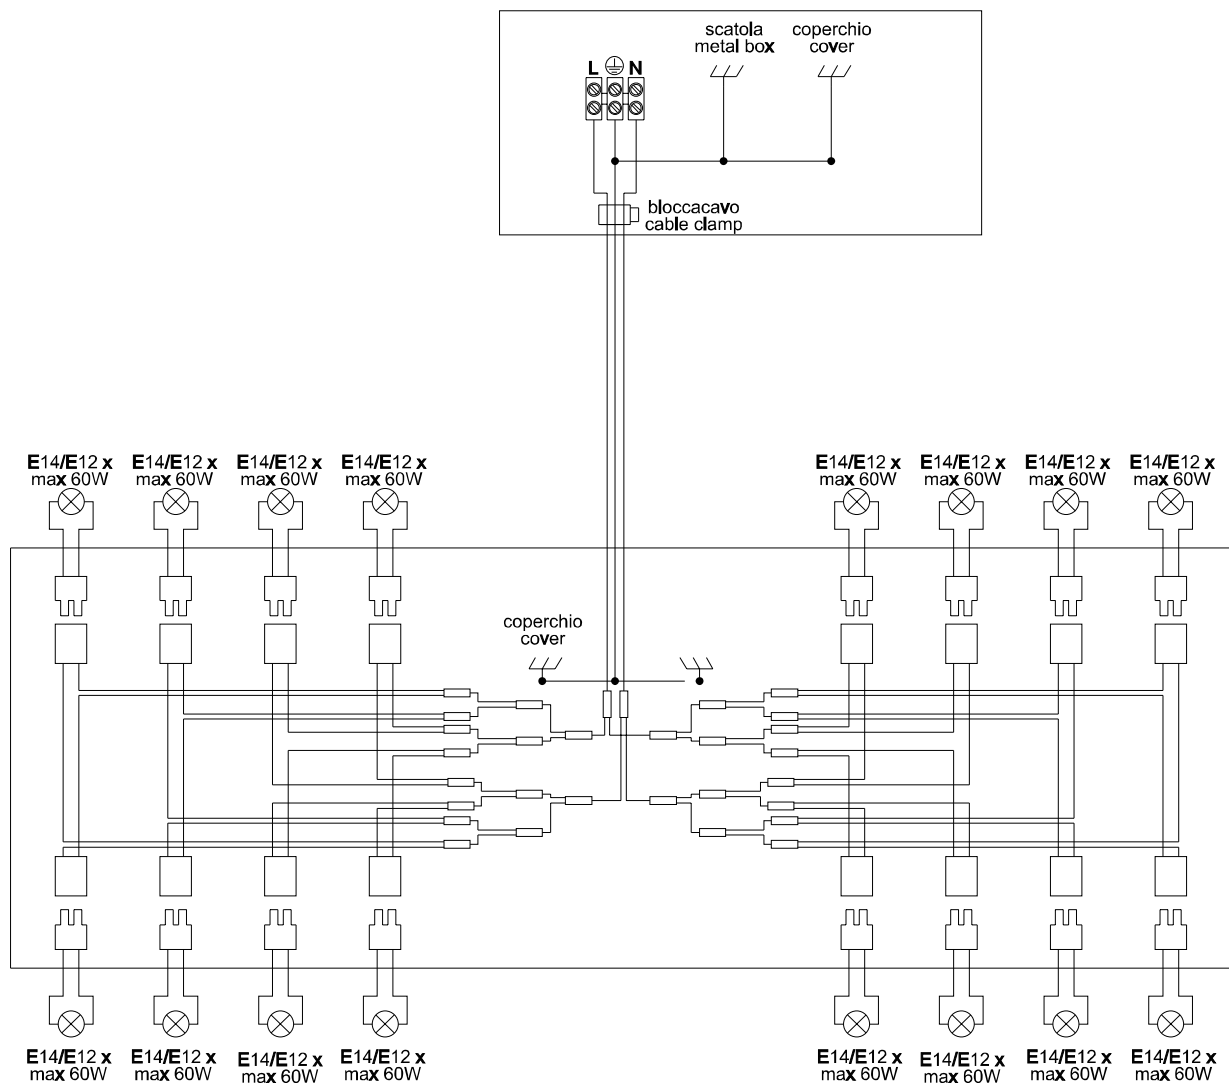 scatola
metal box
coperchio
cover
L N
bloccacavo
cable clamp
E14/E12 x
max 60W
E14/E12 x
max 60W
E14/E12 x
max 60W
E14/E12 x
max 60W
E14/E12 x
max 60W
E14/E12 x
max 60W
E14/E12 x
max 60W
E14/E12 x
max 60W
coperchio
cover
E14/E12 x
max 60W
E14/E12 x
max 60W
E14/E12 x
max 60W
E14/E12 x
max 60W
E14/E12 x
max 60W
E14/E12 x
max 60W
E14/E12 x
max 60W
E14/E12 x
max 60W